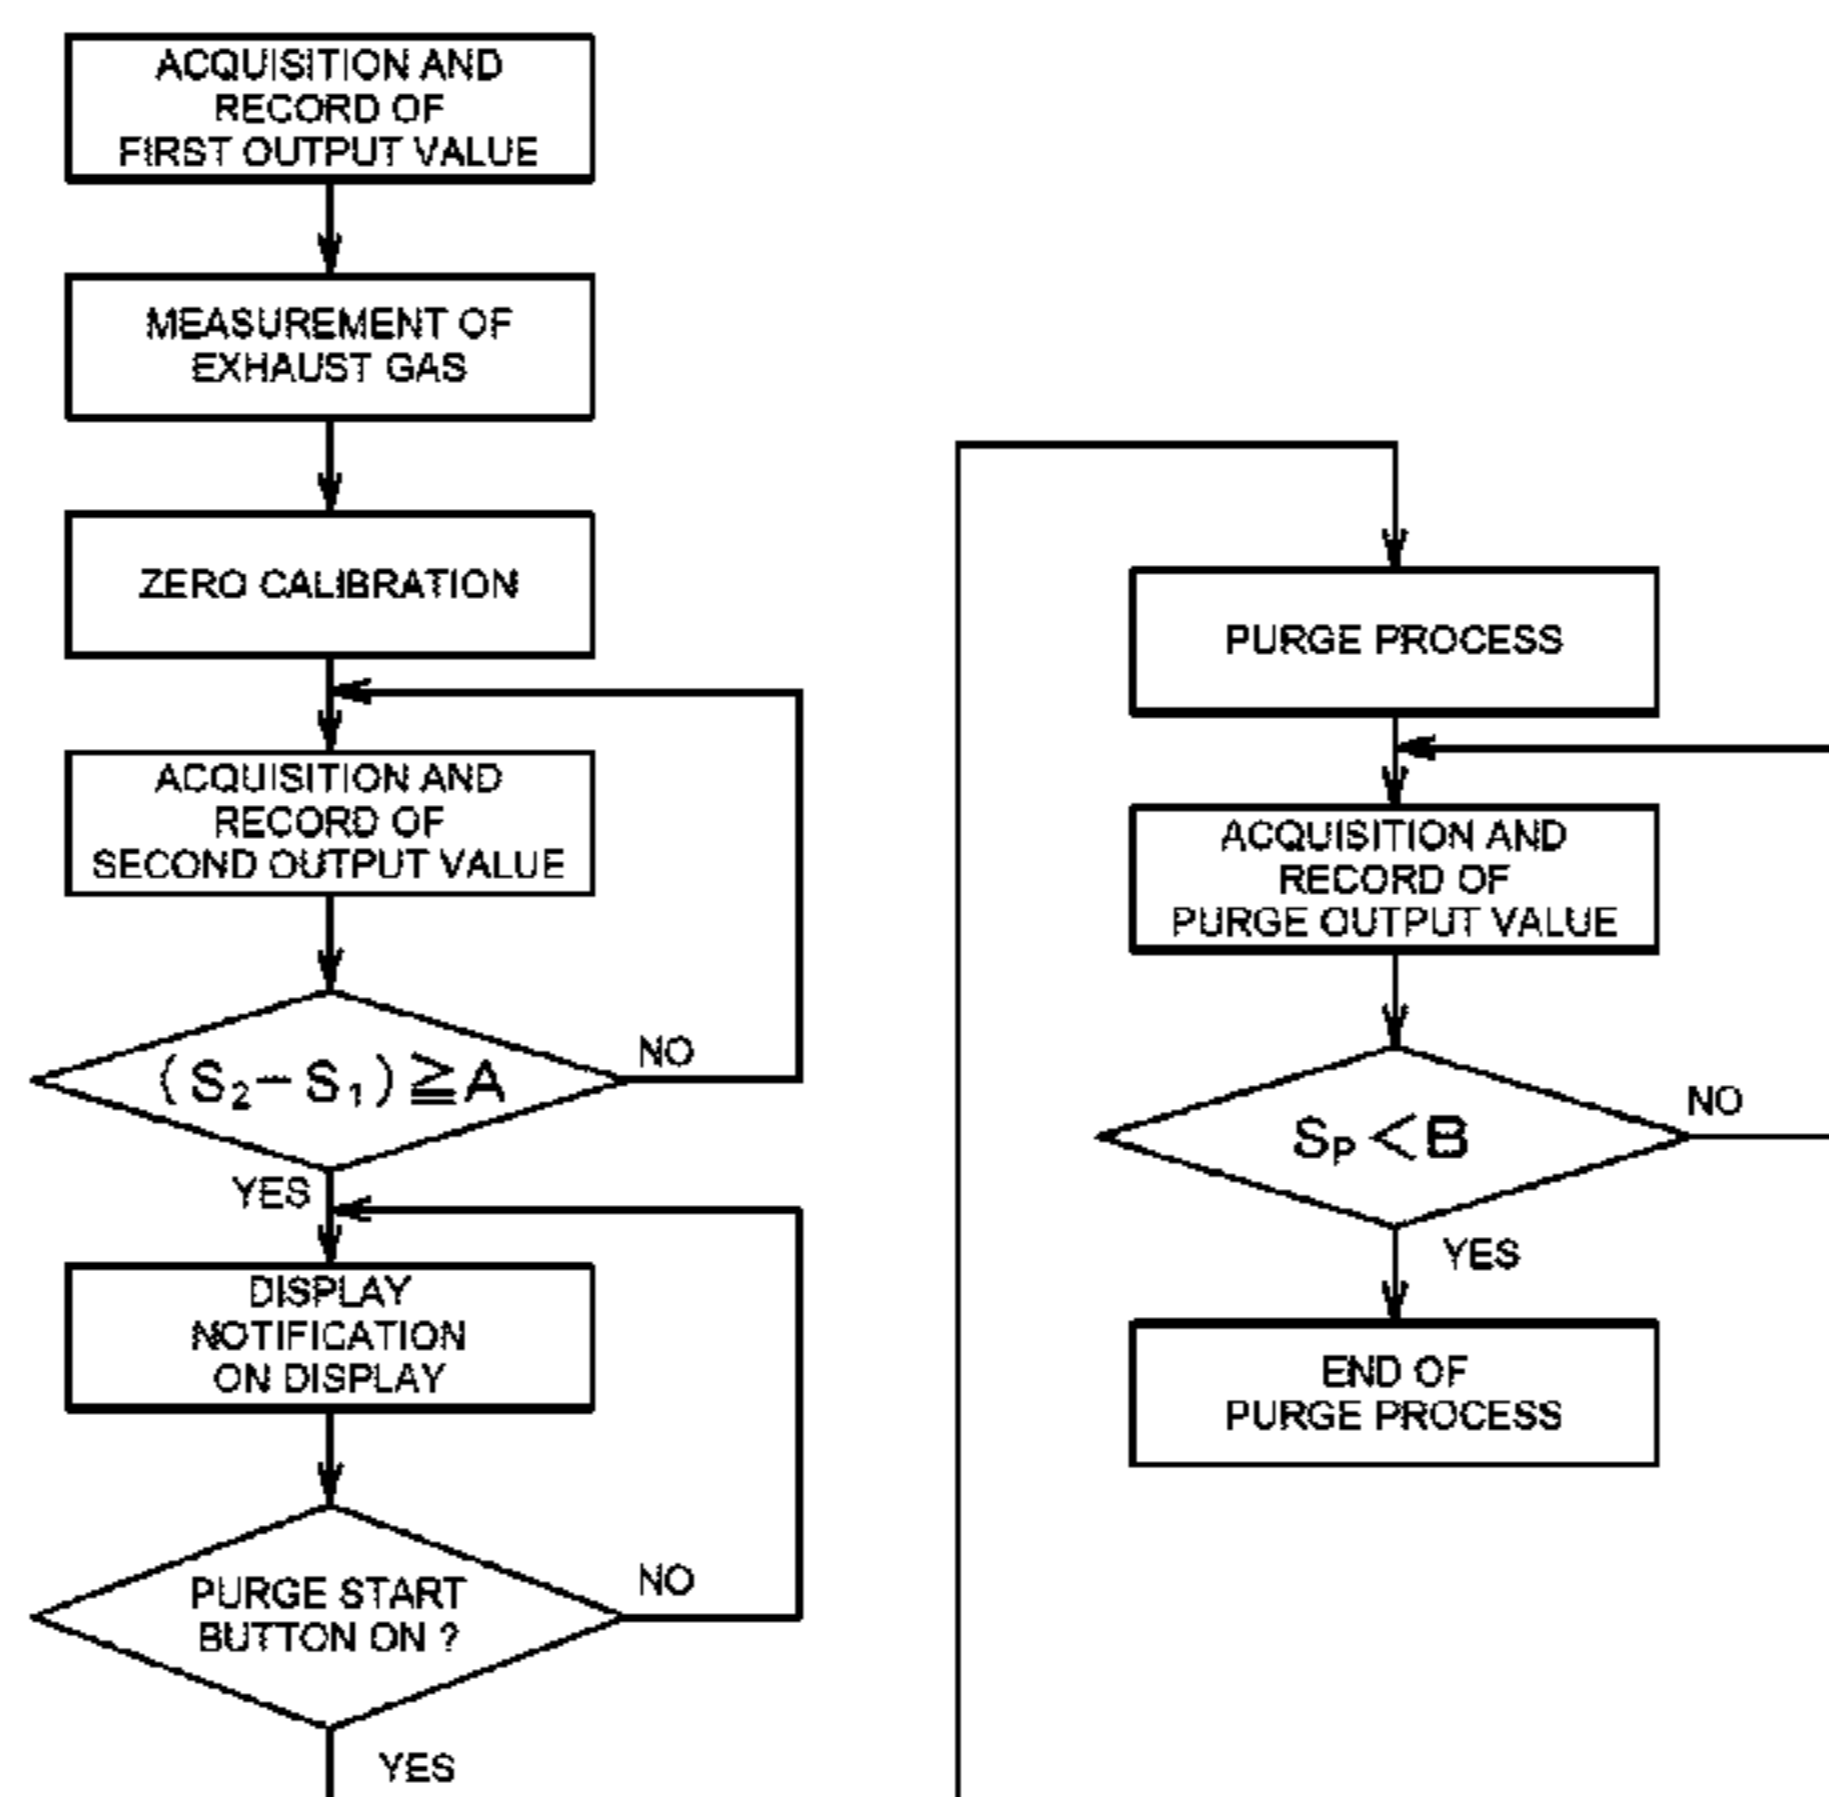 ACQUISITION AND
RECORD OF
FIRST OUTPUT VALUE
MEASUREMENT OF
EXHAUST GAS
ZERO CALIBRATION
ACQUISITION AND
RECORD OF
SECOND OUTPUT VALUE
(S₂−S₁)≧A
NO
YES
DISPLAY
NOTIFICATION
ON DISPLAY
PURGE START
BUTTON ON ?
NO
YES
PURGE PROCESS
ACQUISITION AND
RECORD OF
PURGE OUTPUT VALUE
Sₚ<B
NO
YES
END OF
PURGE PROCESS